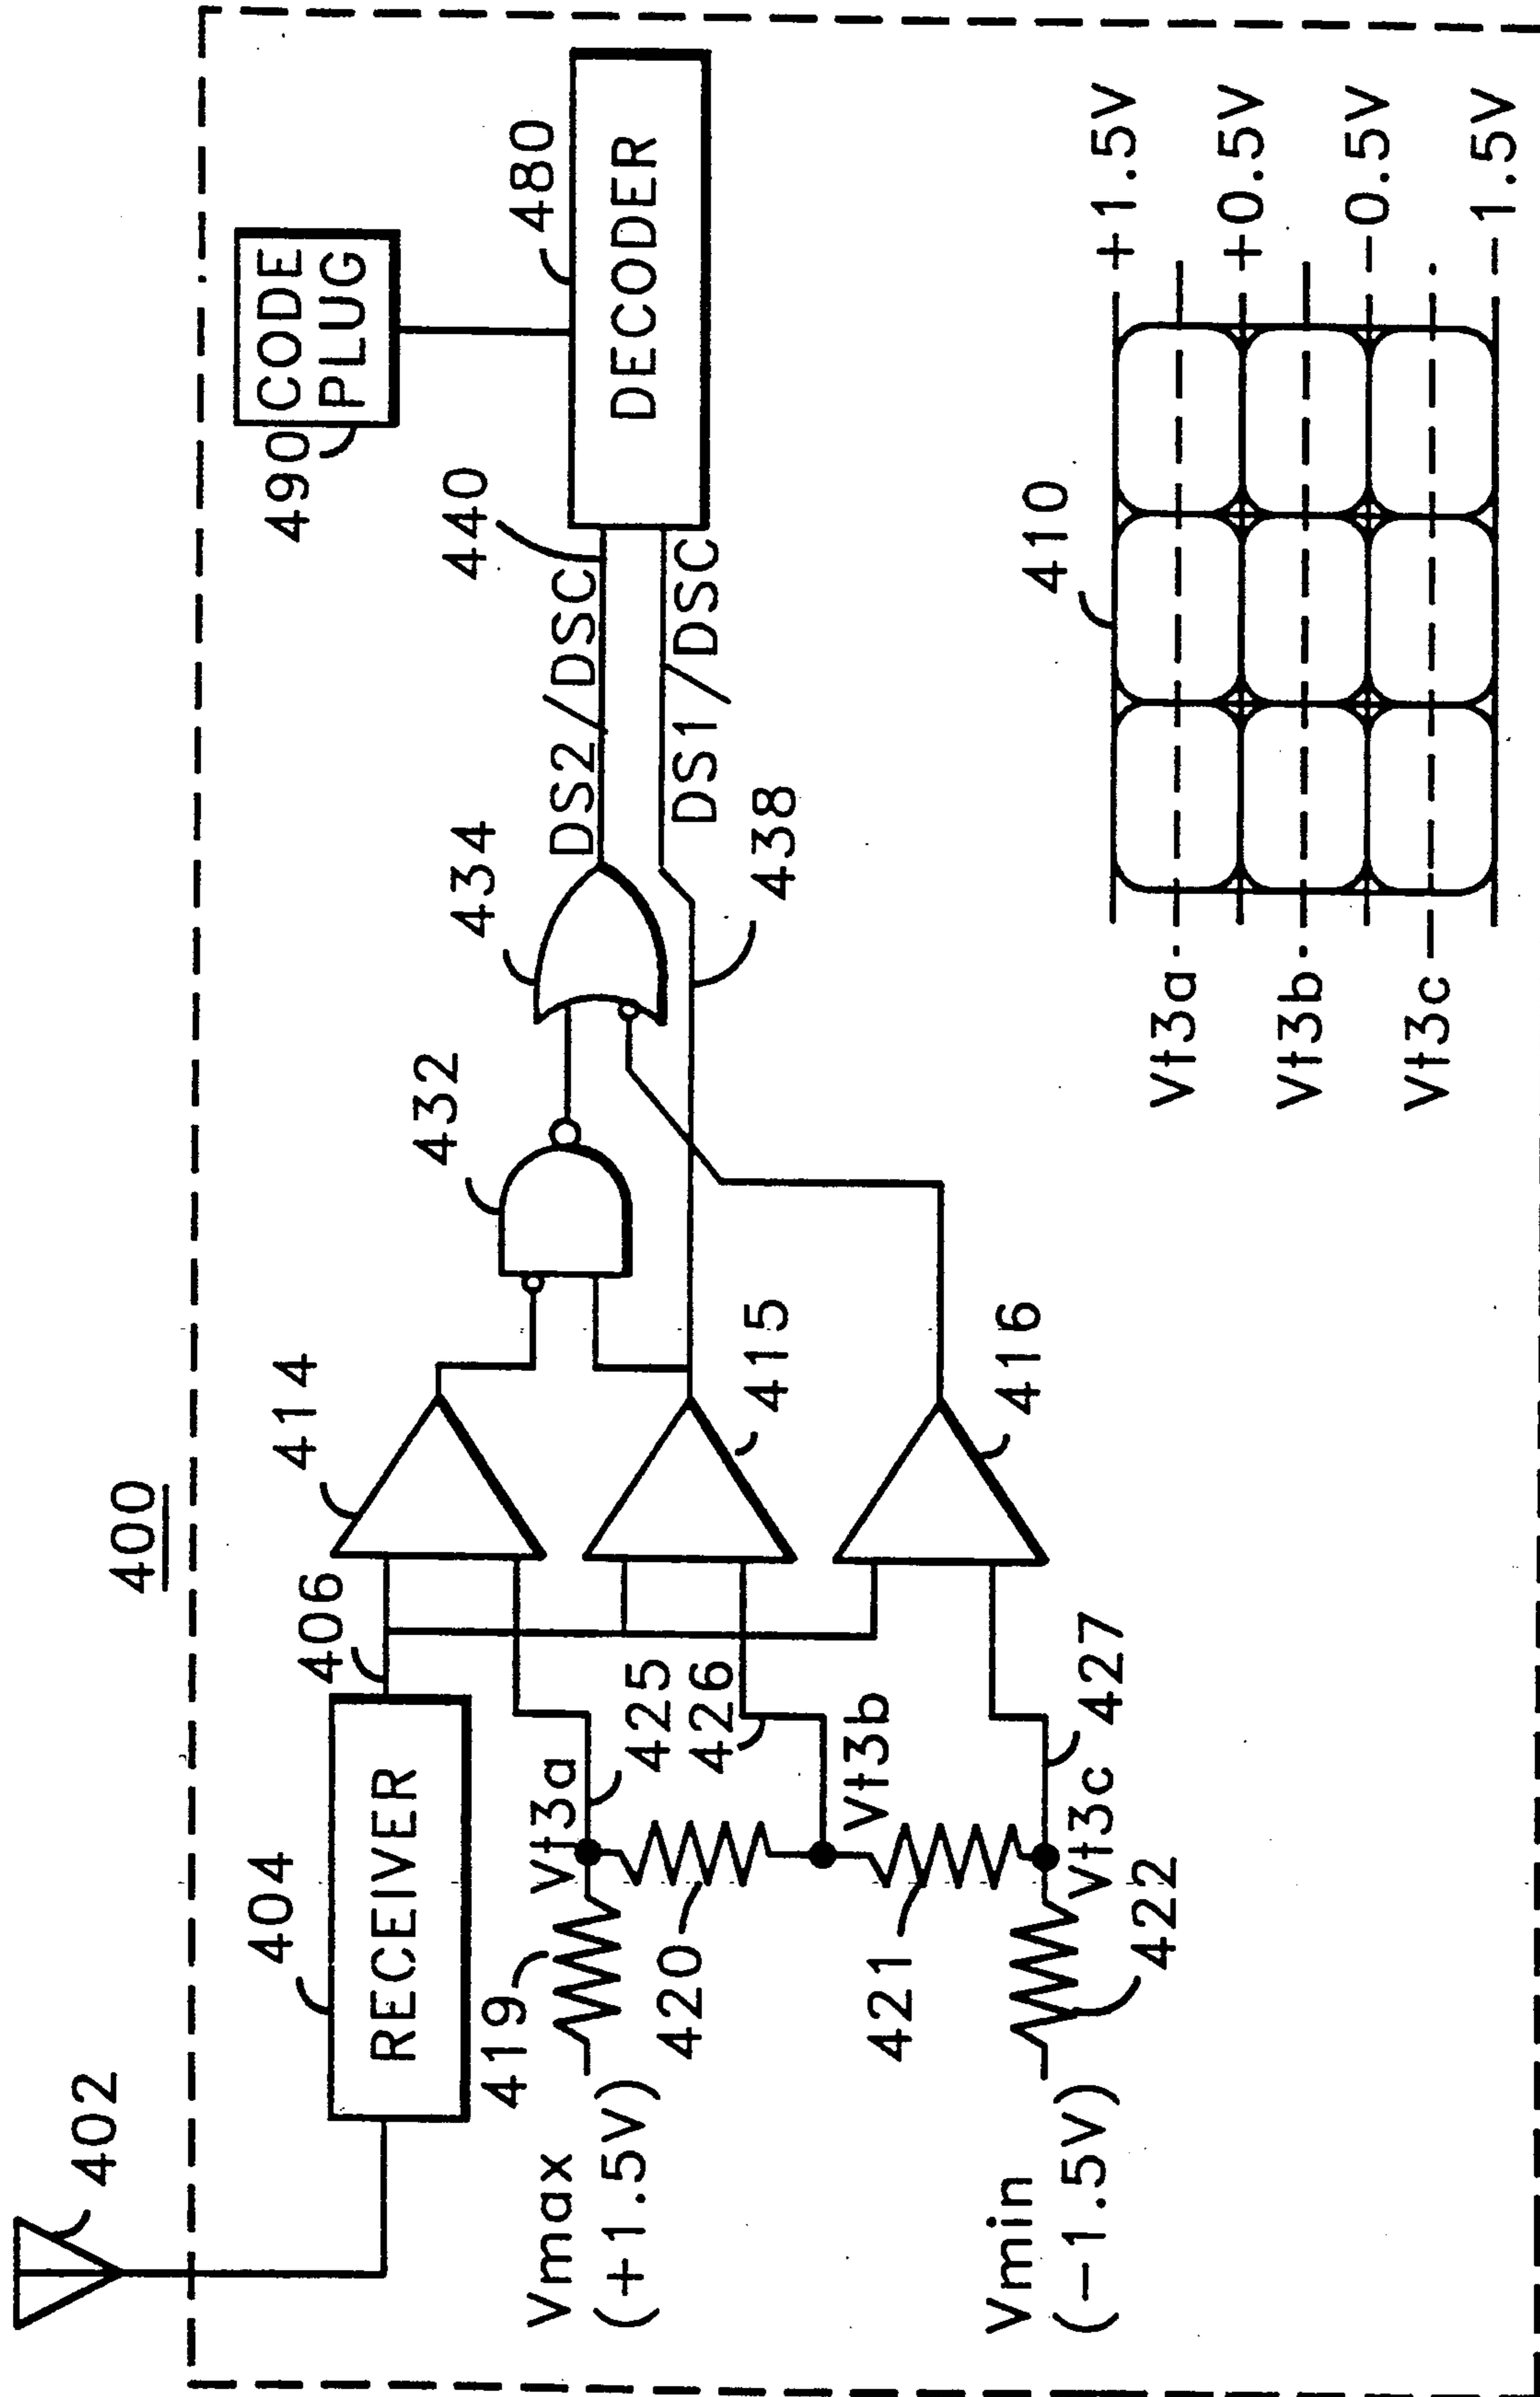 400
402
404
RECEIVER
406
414
415
416
419
Vmax
(+1.5V)
Vt3a
425
420
426
Vt3b
421
Vt3c
427
422
Vmin
(-1.5V)
432
434
438
440
DS2/DSC
DS1/DSC
490
CODE
PLUG
480
DECODER
410
Vt3a
Vt3b
Vt3c
+1.5V
+0.5V
-0.5V
-1.5V